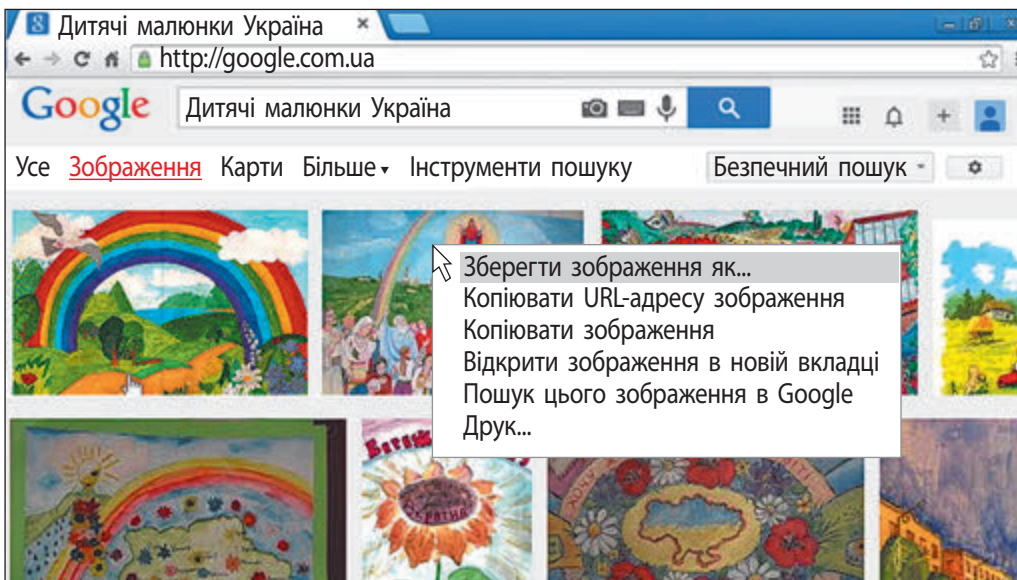 Дитячі малюнки Україна
http://google.com.ua
Google Дитячі малюнки Україна
Усе Зображення Карти Більше Інструменти пошуку Безпечний пошук
Зберегти зображення як...
Копіювати URL-адресу зображення
Копіювати зображення
Відкрити зображення в новій вкладці
Пошук цього зображення в Google
Друк...